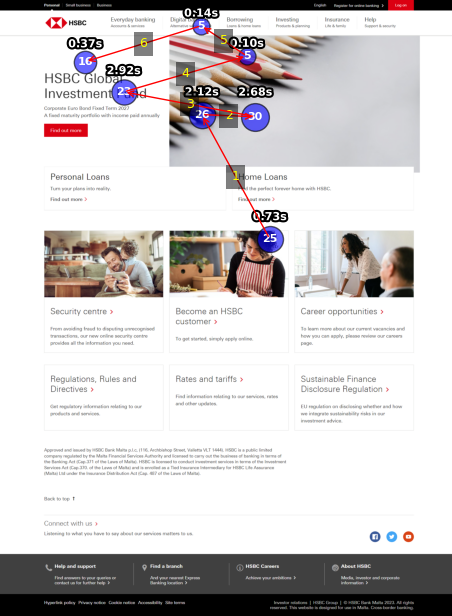 Personal Small business Business English Register for online banking Log on
HSBC Everyday banking Borrowing Investing Insurance Help
Accounts & services Loans & home loans Products & planning Life & family Support & security
0.14s
5
6
5
0.37s
16
0.10s
5
4
HSBC Global
2.92s
23
3
2.12s
26
2
2.68s
30
Corporate Euro Bond Fixed Term 2027
A fixed maturity portfolio with income paid annually
Find out more
1
Personal Loans
Turn your plans into reality.
Find out more
Home Loans
the perfect forever home with HSBC.
0.73s
25
Security centre
From avoiding fraud to disputing unrecognised
transactions, our new online security centre
provides all the information you need.
Become an HSBC
customer
To get started, simply apply online.
Career opportunities
To learn more about our current vacancies and
how you can apply, please review our careers
page.
Regulations, Rules and
Directives
Get regulatory information relating to our
products and services.
Rates and tariffs
Find information relating to our services, rates
and other updates.
Sustainable Finance
Disclosure Regulation
EU regulation on disclosing whether and how
we integrate sustainability risks in our
investment advice.
Approved and issued by HSBC Bank Malta p.l.c. (116, Archbishop Street, Valletta VLT 1444). HSBC is a public limited
company regulated by the Malta Financial Services Authority and licensed to carry out the business of banking in terms of
the Banking Act (Cap.371 of the Laws of Malta). HSBC is licensed to conduct investment services in terms of the Investment
Services Act (Cap.370. of the Laws of Malta) and is enrolled as a Tied Insurance Intermediary for HSBC Life Assurance
(Malta) Ltd under the Insurance Distribution Act (Cap. 487 of the Laws of Malta).
Back to top
Connect with us
Listening to what you have to say about our services matters to us.
Help and support
Find answers to your queries or
contact us for further help
Find a branch
And your nearest Express
Banking location
HSBC Careers
Achieve your ambitions
About HSBC
Media, investor and corporate
information
Hyperlink policy Privacy notice Cookie notice Accessibility Site terms
Investor relations | HSBC Group | © HSBC Bank Malta 2023. All rights
reserved. This website is designed for use in Malta. Cross border banking.